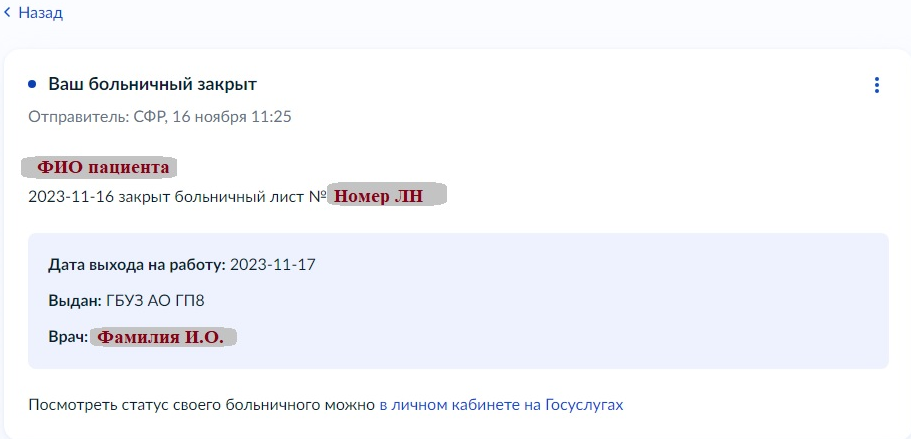 Назад
Ваш больничный закрыт
Отправитель: СФР, 16 ноября 11:25
ФИО пациента
2023-11-16 закрыт больничный лист № Номер ЛН
Дата выхода на работу: 2023-11-17
Выдан: ГБУЗ АО ГП8
Врач: Фамилия И.О.
Посмотреть статус своего больничного можно в личном кабинете на Госуслугах